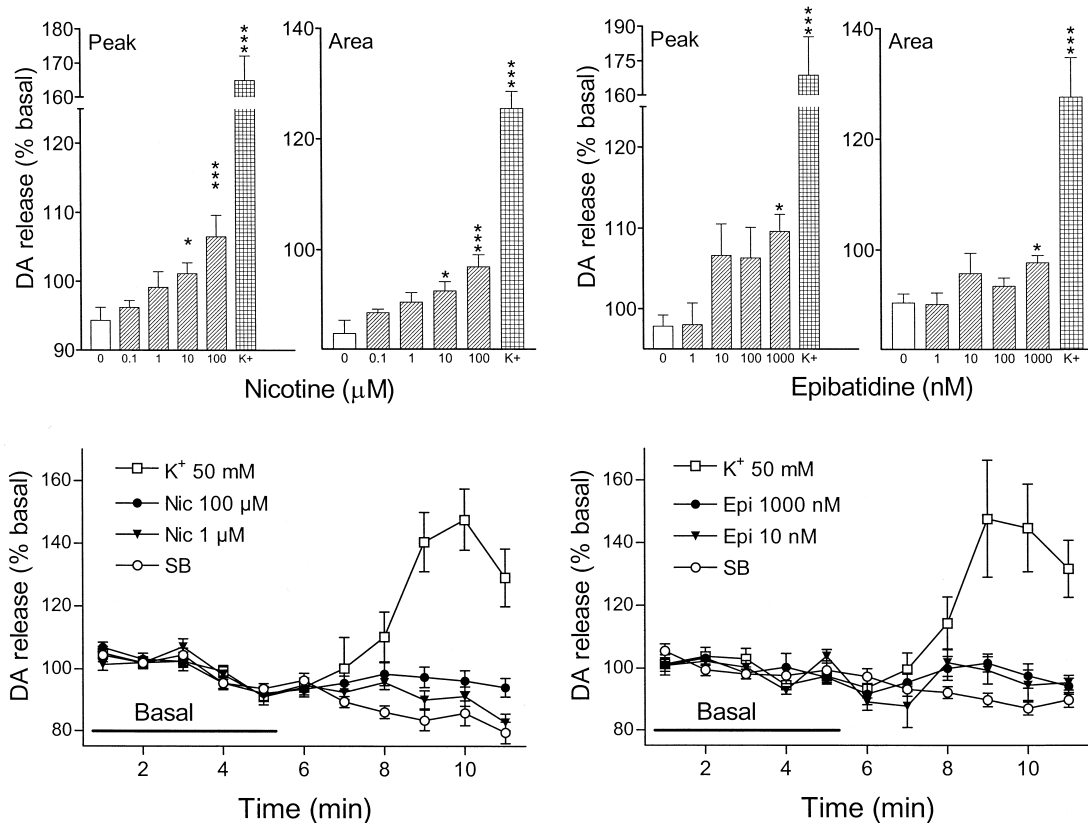 Peak
Area
DA release (% basal)
180
170
160
120
110
100
90
140
120
100
***
*
***
***
*
***
0 0.1 1 10 100 K+
0 0.1 1 10 100 K+
Nicotine (μM)
Peak
Area
DA release (% basal)
190
175
160
120
110
100
140
120
100
***
*
***
*
0 1 10 100 1000 K+
0 1 10 100 1000 K+
Epibatidine (nM)
DA release (% basal)
160
140
120
100
80
K+ 50 mM
Nic 100 μM
Nic 1 μM
SB
Basal
2 4 6 8 10
Time (min)
DA release (% basal)
160
140
120
100
80
K+ 50 mM
Epi 1000 nM
Epi 10 nM
SB
Basal
2 4 6 8 10
Time (min)